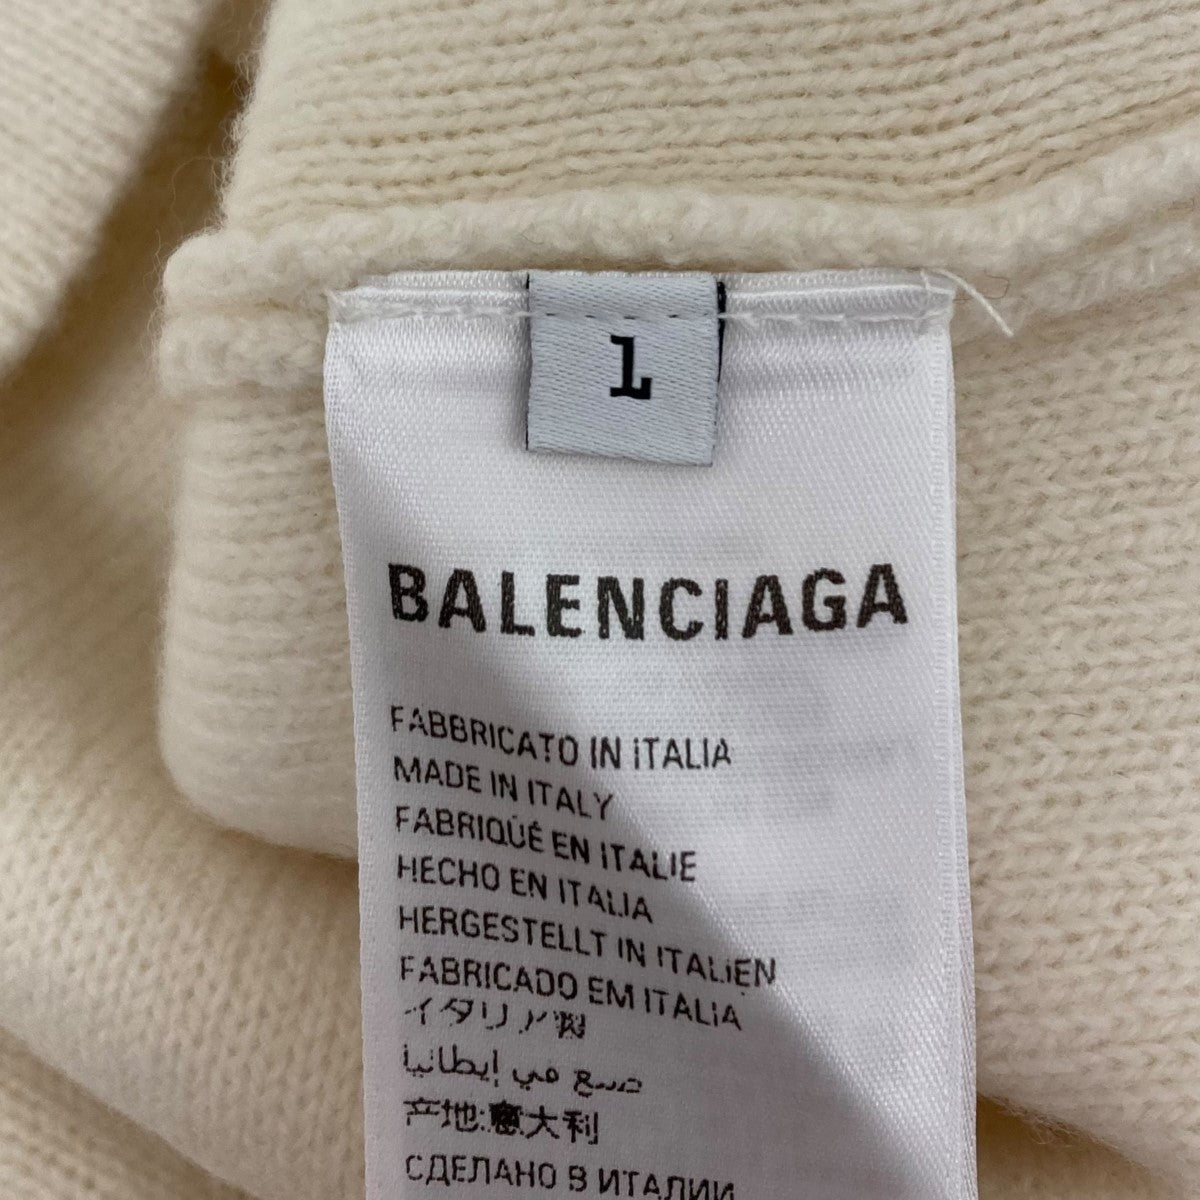 1
BALENCIAGA
FABBRICATO IN ITALIA
MADE IN ITALY
FABRIQUÉ EN ITALIE
HECHO EN ITALIA
HERGESTELLT IN ITALIEN
FABRICADO EM ITALIA
イタリア製
صنع في إيطاليا
产地:意大利
СДЕЛАНО В ИТАЛИИ